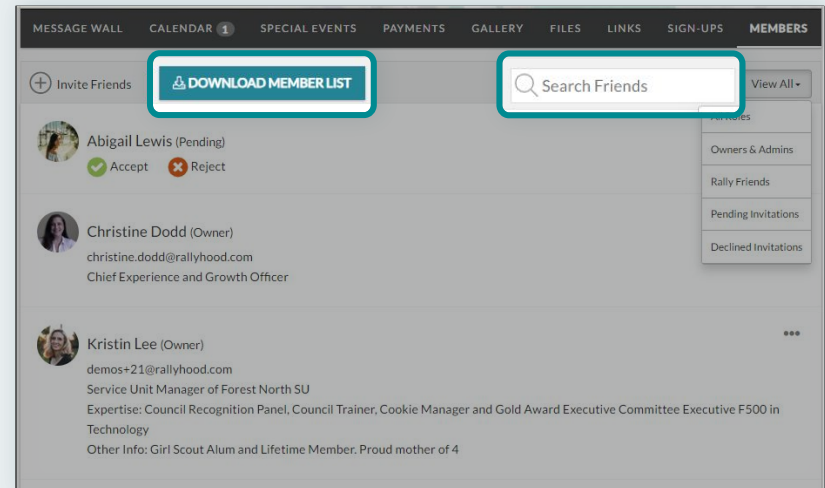 MESSAGE WALL CALENDAR 1 SPECIAL EVENTS PAYMENTS GALLERY FILES LINKS SIGN-UPS MEMBERS
Invite Friends DOWNLOAD MEMBER LIST Search Friends View All
All Roles
Abigail Lewis (Pending)
Owners & Admins
Accept Reject
Rally Friends
Pending Invitations
Christine Dodd (Owner)
Declined Invitations
christine.dodd@rallyhood.com
Chief Experience and Growth Officer
Kristin Lee (Owner)
demos+21@rallyhood.com
Service Unit Manager of Forest North SU
Expertise: Council Recognition Panel, Council Trainer, Cookie Manager and Gold Award Executive Committee Executive F500 in
Technology
Other Info: Girl Scout Alum and Lifetime Member. Proud mother of 4